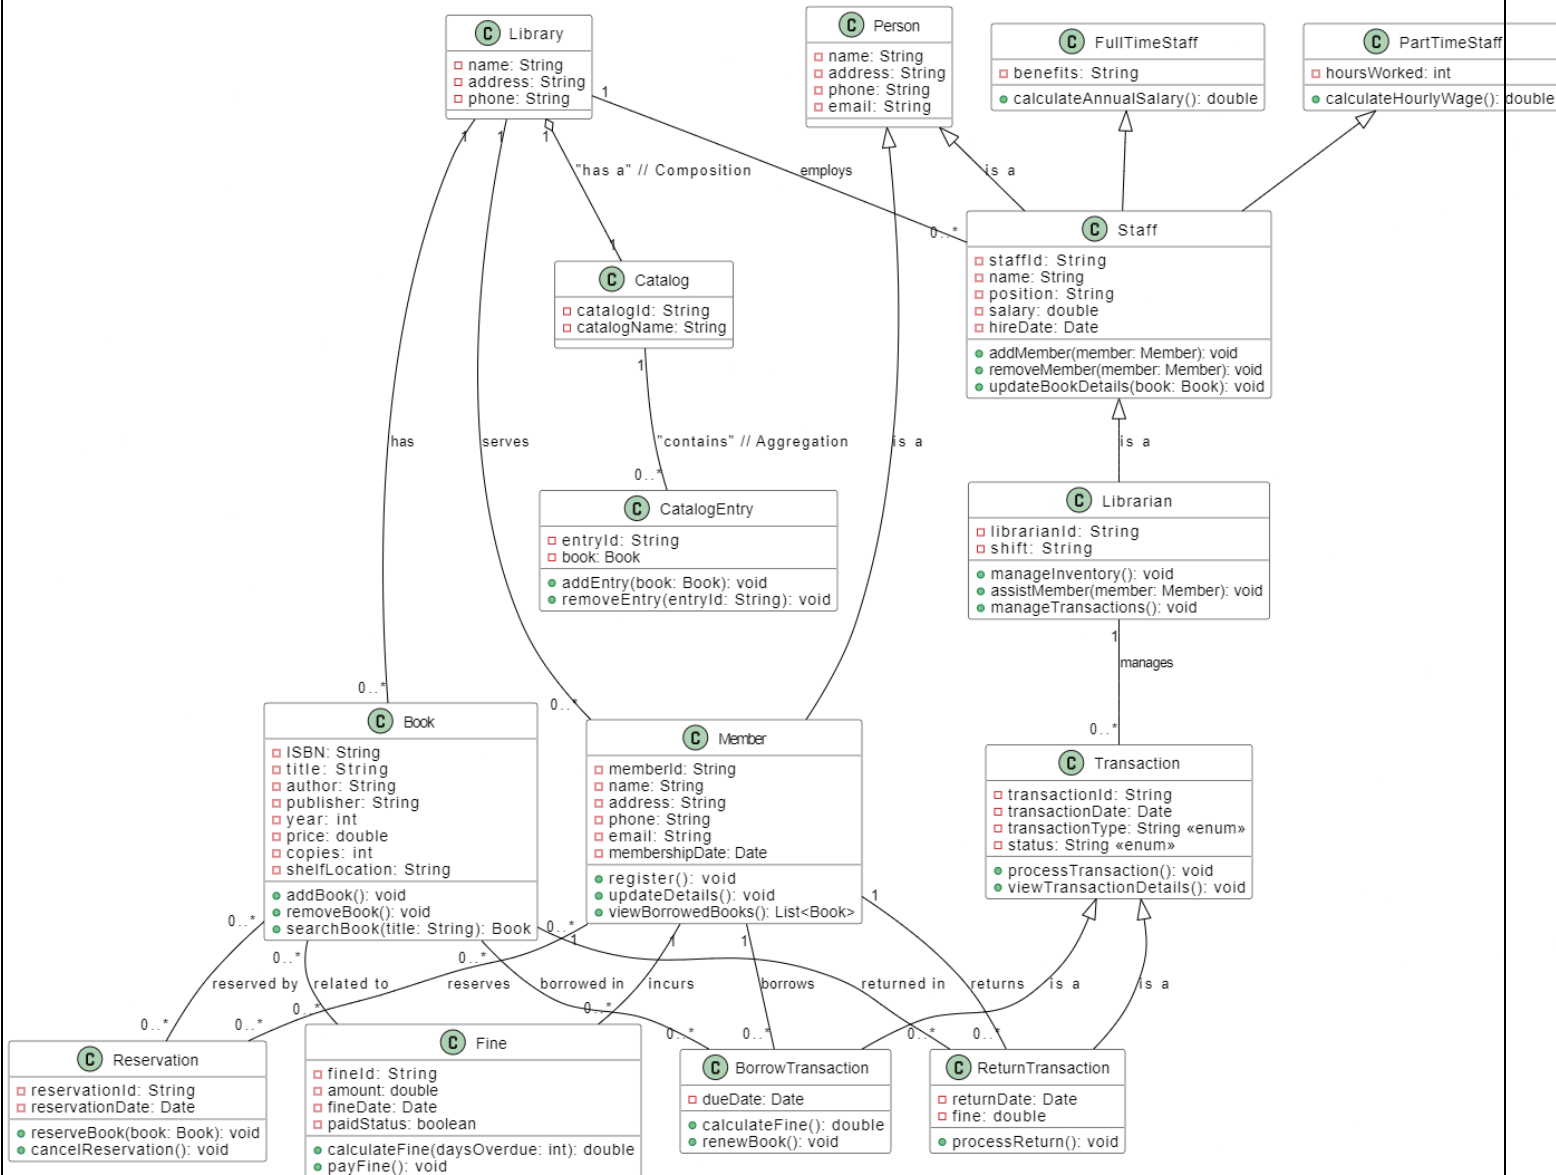 C Library
name: String
address: String
phone: String
C Person
name: String
address: String
phone: String
email: String
C FullTimeStaff
benefits: String
calculateAnnualSalary(): double
C PartTimeStaff
hoursWorked: int
calculateHourlyWage(): double
1
1
1
1
"has a" // Composition
employs
is a
1
0..*
C Staff
staffId: String
name: String
position: String
salary: double
hireDate: Date
addMember(member: Member): void
removeMember(member: Member): void
updateBookDetails(book: Book): void
C Catalog
catalogId: String
catalogName: String
1
has
serves
"contains" // Aggregation
is a
is a
0..*
C CatalogEntry
entryId: String
book: Book
addEntry(book: Book): void
removeEntry(entryId: String): void
C Librarian
librarianId: String
shift: String
manageInventory(): void
assistMember(member: Member): void
manageTransactions(): void
1
manages
0..*
0..*
0..*
C Book
ISBN: String
title: String
author: String
publisher: String
year: int
price: double
copies: int
shelfLocation: String
addBook(): void
removeBook(): void
searchBook(title: String): Book
C Member
memberId: String
name: String
address: String
phone: String
email: String
membershipDate: Date
register(): void
updateDetails(): void
viewBorrowedBooks(): List<Book>
C Transaction
transactionId: String
transactionDate: Date
transactionType: String «enum»
status: String «enum»
processTransaction(): void
viewTransactionDetails(): void
0..*
0..*
0..*
0..*
1
1
1
1
reserved by
related to
reserves
borrowed in
incurs
borrows
returned in
returns
is a
is a
0..*
0..*
0..*
0..*
0..*
0..*
0..*
0..*
C Reservation
reservationId: String
reservationDate: Date
reserveBook(book: Book): void
cancelReservation(): void
C Fine
fineId: String
amount: double
fineDate: Date
paidStatus: boolean
calculateFine(daysOverdue: int): double
payFine(): void
C BorrowTransaction
dueDate: Date
calculateFine(): double
renewBook(): void
C ReturnTransaction
returnDate: Date
fine: double
processReturn(): void